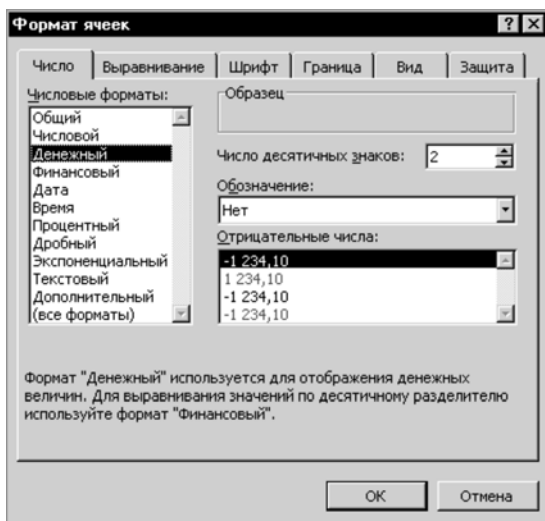 Формат ячеек
Число
Выравнивание
Шрифт
Граница
Вид
Защита
Числовые форматы:
Общий
Числовой
Денежный
Финансовый
Дата
Время
Процентный
Дробный
Экспоненциальный
Текстовый
Дополнительный
(все форматы)
Образец
Число десятичных знаков:
2
Обозначение:
Нет
Отрицательные числа:
-1 234,10
1 234,10
-1 234,10
-1 234,10
Формат "Денежный" используется для отображения денежных
величин. Для выравнивания значений по десятичному разделителю
используйте формат "Финансовый".
ОК
Отмена